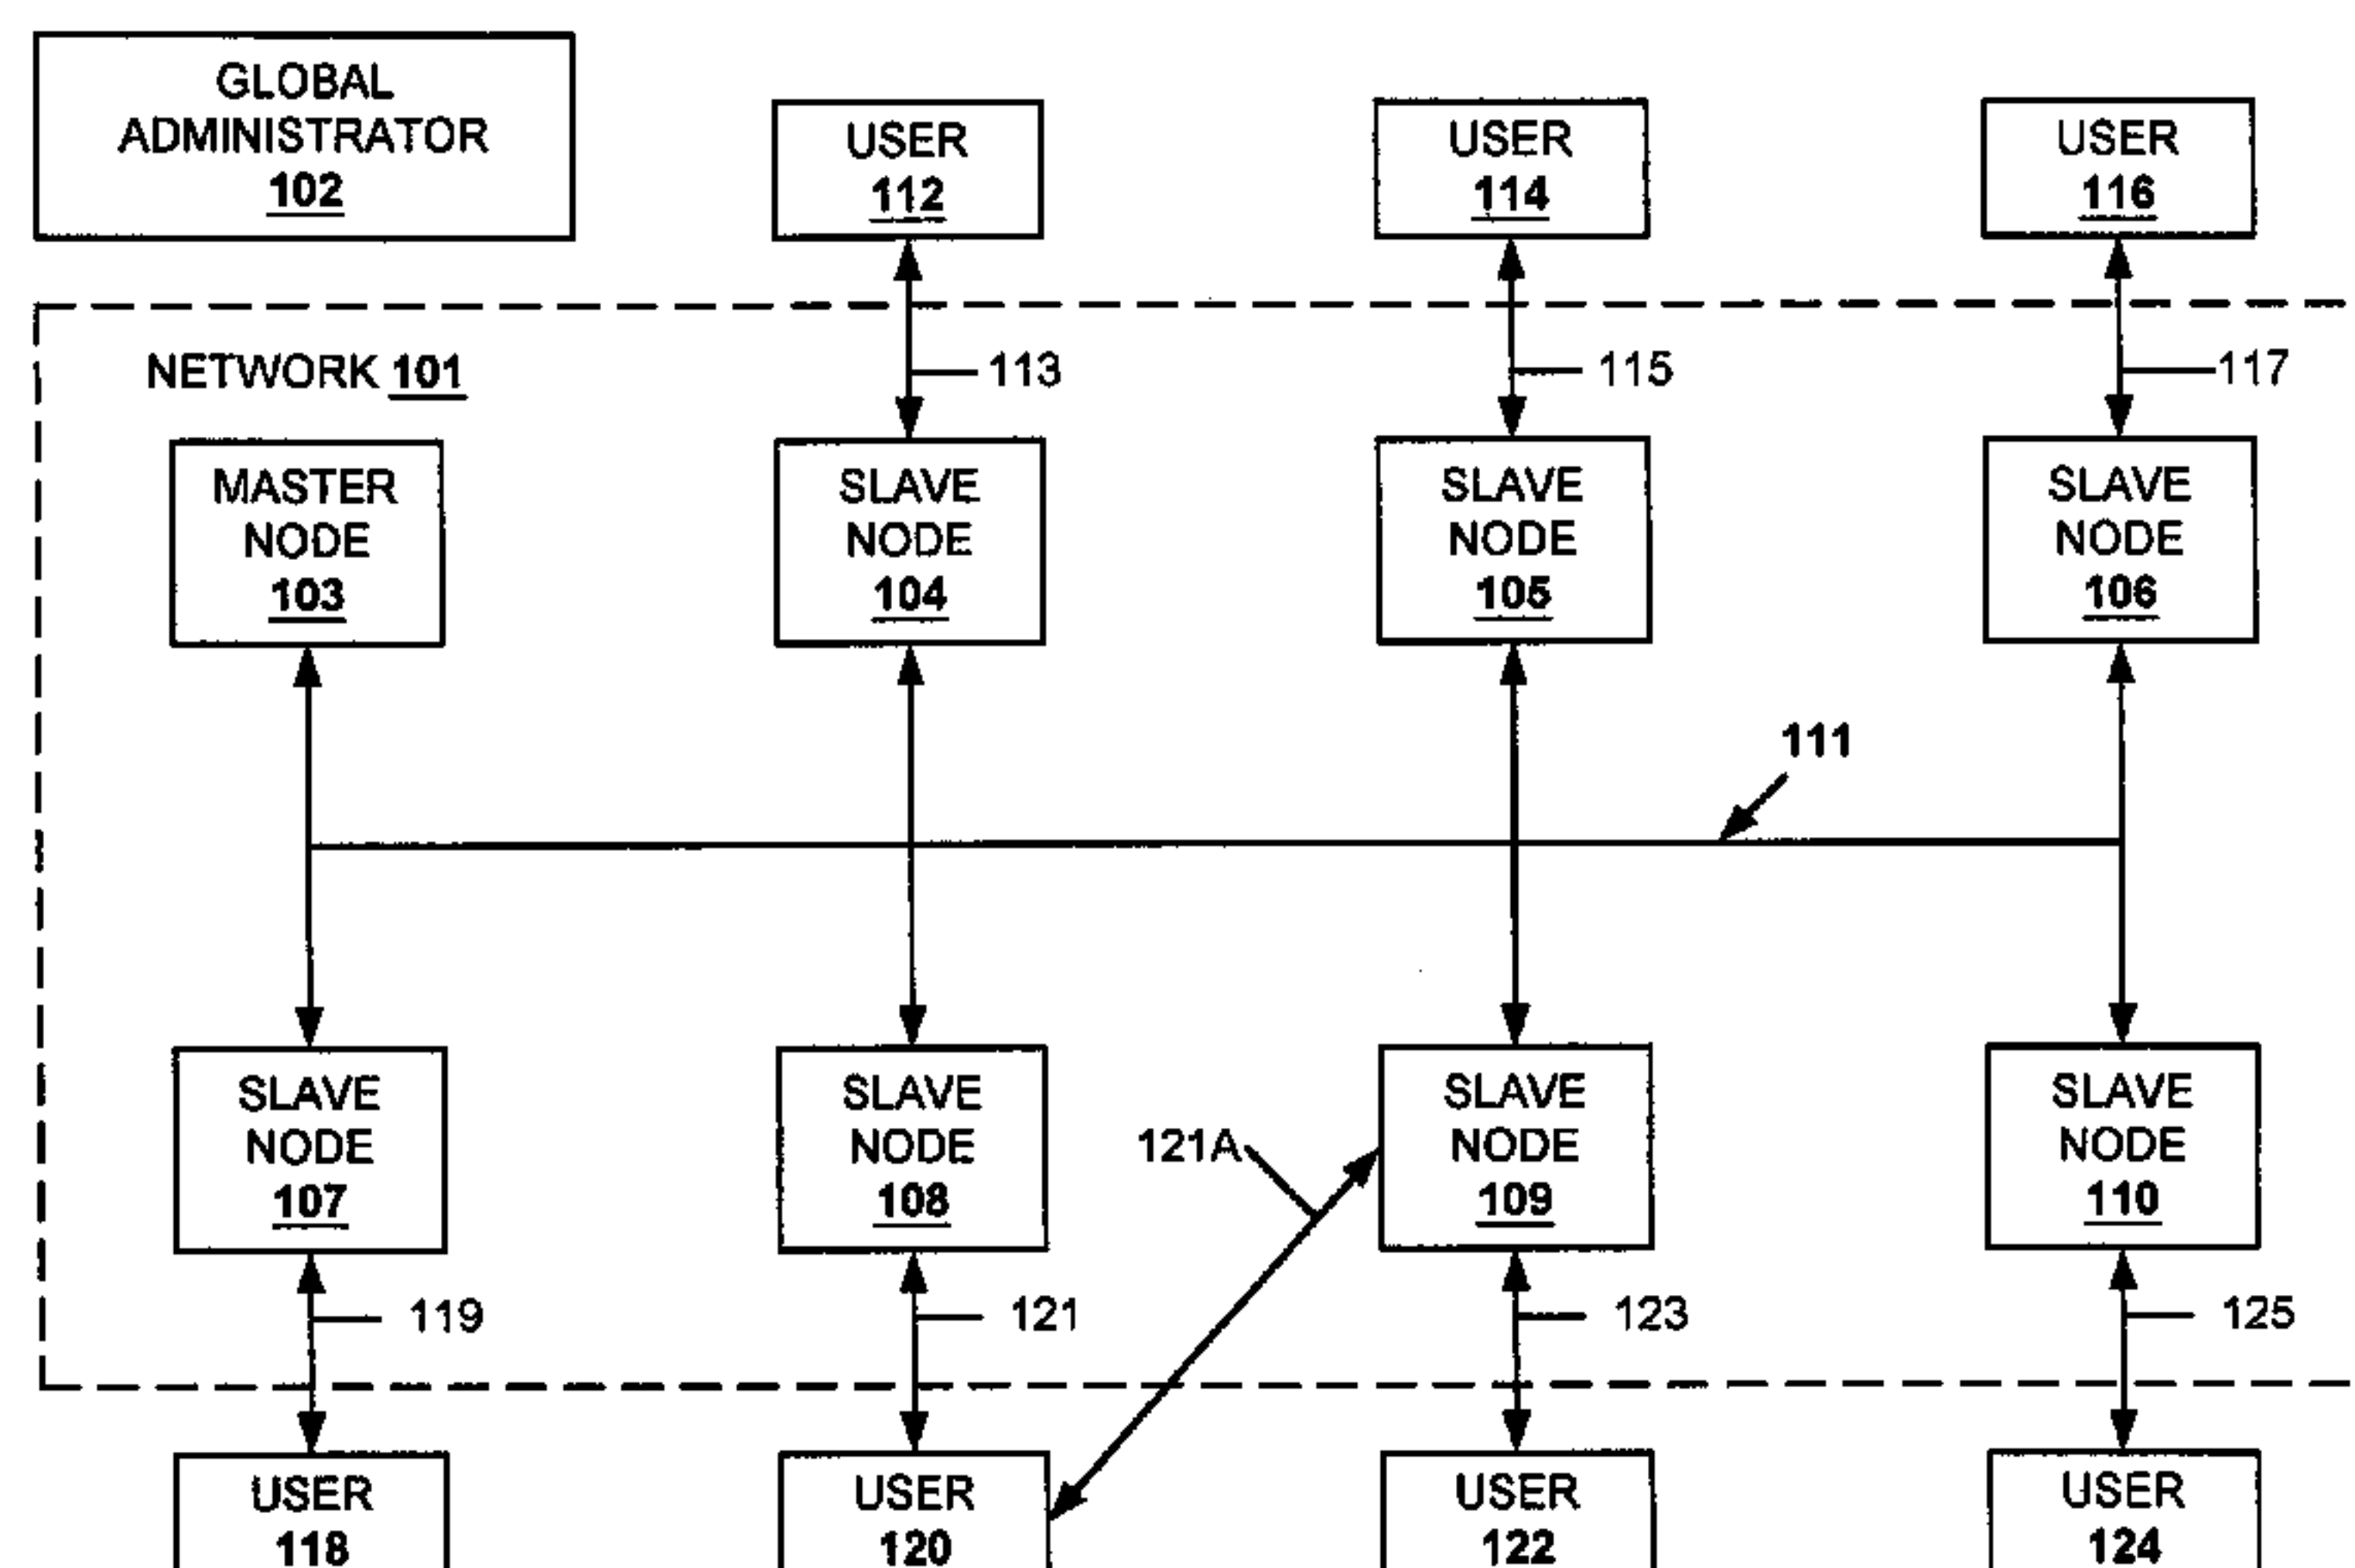 GLOBAL
ADMINISTRATOR
102
USER
112
USER
114
USER
116
NETWORK 101
113
115
117
MASTER
NODE
103
SLAVE
NODE
104
SLAVE
NODE
105
SLAVE
NODE
106
111
SLAVE
NODE
107
SLAVE
NODE
108
121A
SLAVE
NODE
109
SLAVE
NODE
110
119
121
123
125
USER
118
USER
120
USER
122
USER
124